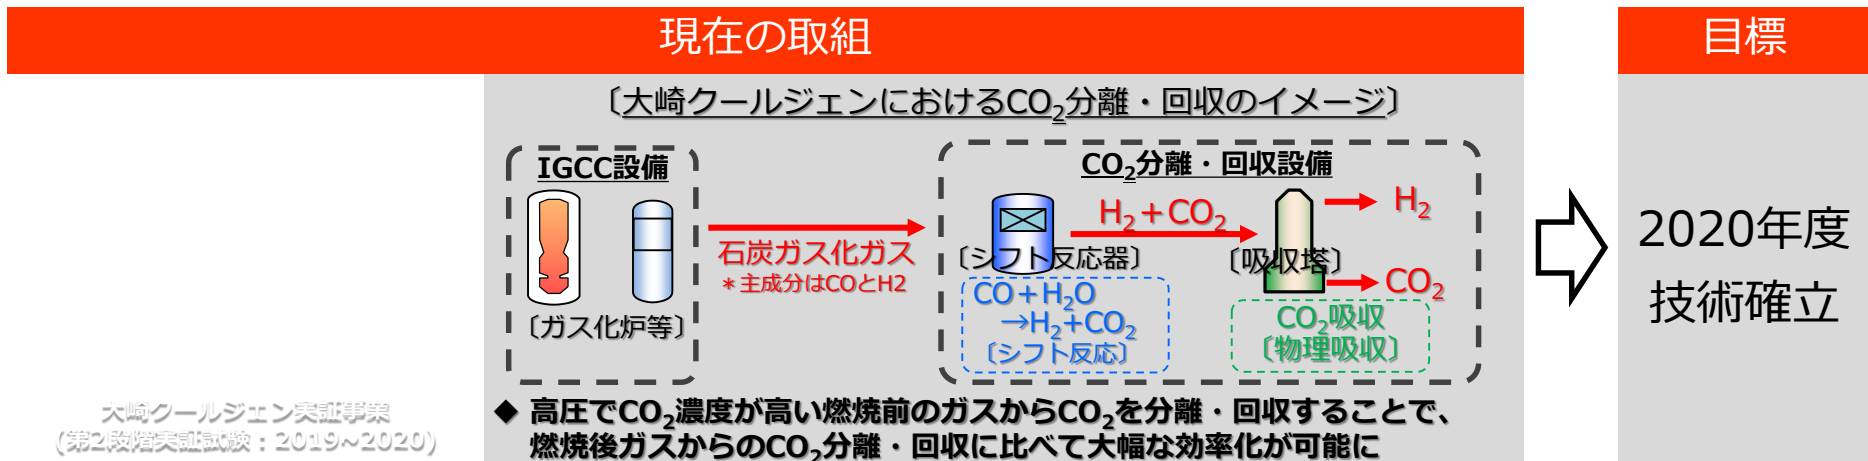 現在の取組
目標
〔大崎クールジェンにおけるCO₂分離・回収のイメージ〕
IGCC設備
〔ガス化炉等〕
石炭ガス化ガス
＊主成分はCOとH2
CO₂分離・回収設備
〔シフト反応器〕
H₂＋CO₂
〔吸収塔〕
H₂
CO₂
CO＋H₂O
→H₂+CO₂
〔シフト反応〕
CO₂吸収
〔物理吸収〕
大崎クールジェン実証事業
(第2段階実証試験：2019~2020)
◆ 高圧でCO₂濃度が高い燃焼前のガスからCO₂を分離・回収することで、
燃焼後ガスからのCO₂分離・回収に比べて大幅な効率化が可能に
2020年度
技術確立